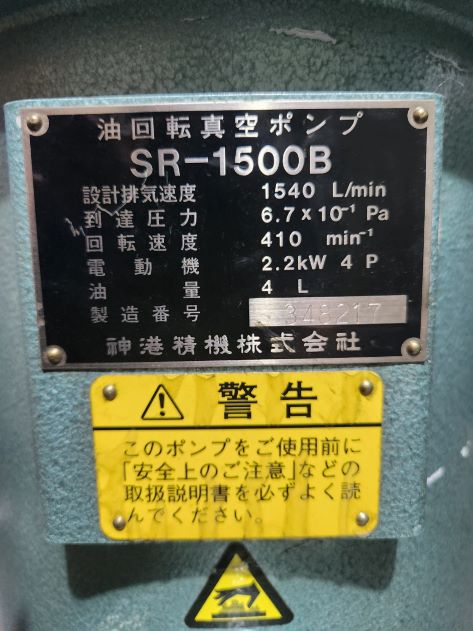 油回転真空ポンプ
SR-1500B
設計排気速度 1540 L/min
到達圧力 6.7×10⁻¹ Pa
回転速度 410 min⁻¹
電動機 2.2kW 4 P
油量 4 L
製造番号 348217
神港精機株式会社
警告
このポンプをご使用前に
「安全上のご注意」などの
取扱説明書を必ずよく読
んでください。